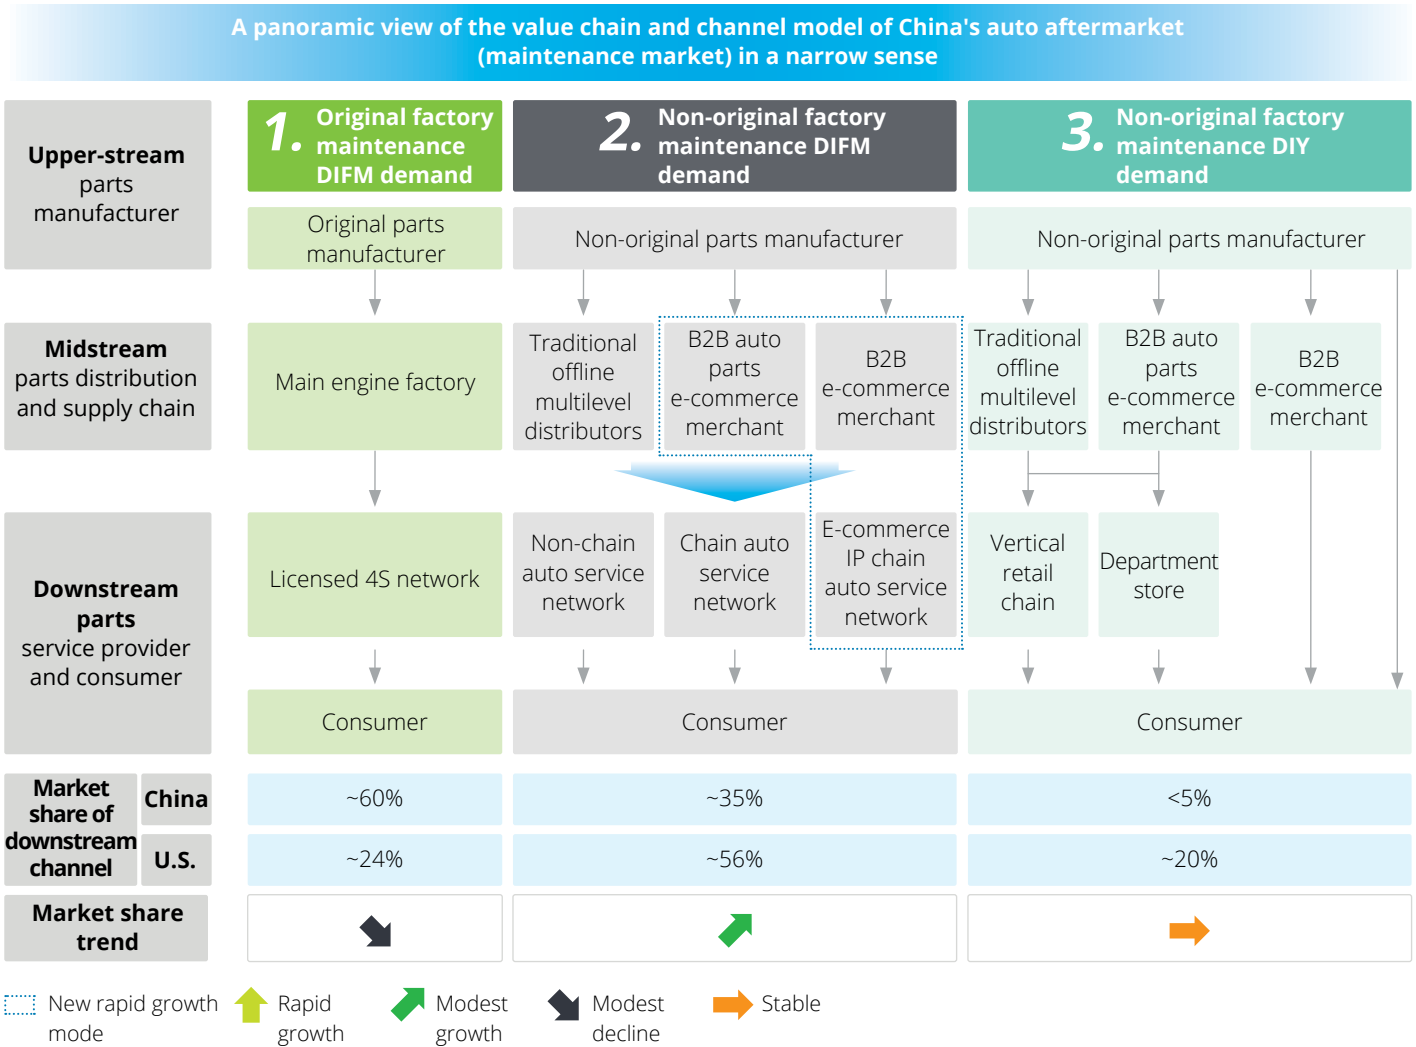 A panoramic view of the value chain and channel model of China's auto aftermarket
(maintenance market) in a narrow sense
Upper-stream
parts
manufacturer
1.
Original factory
maintenance
DIFM demand
2.
Non-original factory
maintenance DIFM
demand
3.
Non-original factory
maintenance DIY
demand
Original parts
manufacturer
Non-original parts manufacturer
Non-original parts manufacturer
Midstream
parts distribution
and supply chain
Main engine factory
Traditional
offline
multilevel
distributors
B2B auto
parts
e-commerce
merchant
B2B
e-commerce
merchant
Traditional
offline
multilevel
distributors
B2B auto
parts
e-commerce
merchant
B2B
e-commerce
merchant
Downstream
parts
service provider
and consumer
Licensed 4S network
Non-chain
auto service
network
Chain auto
service
network
E-commerce
IP chain
auto service
network
Vertical
retail
chain
Department
store
Consumer
Consumer
Consumer
Market
share of
downstream
channel
China
~60%
~35%
<5%
U.S.
~24%
~56%
~20%
Market share
trend
New rapid growth
mode
Rapid
growth
Modest
growth
Modest
decline
Stable